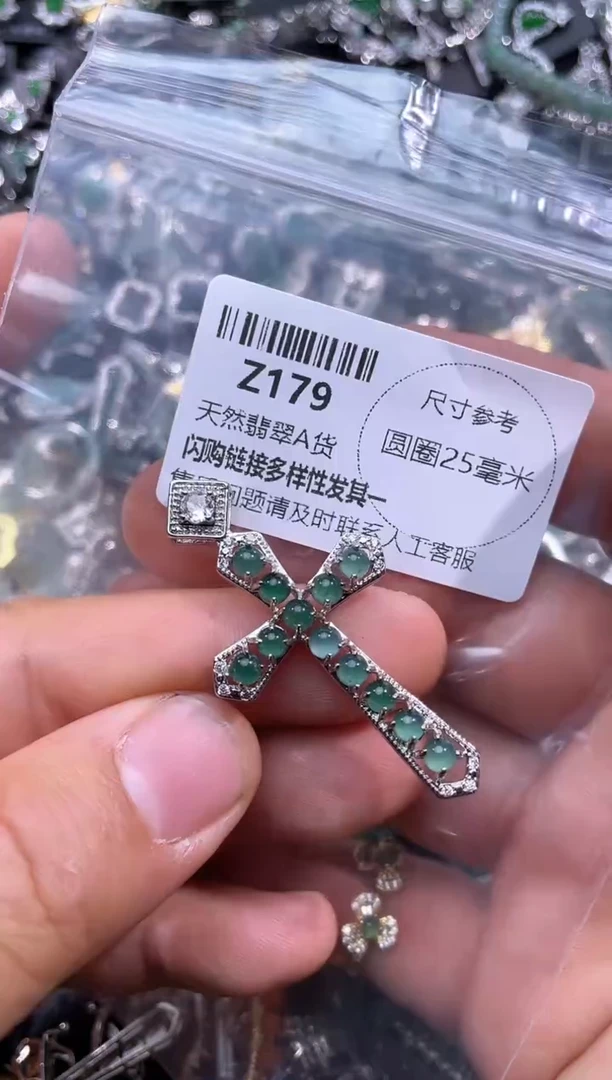 Z179
天然翡翠A货
闪购链接多样性发其一
问题请及时联系人工客服
尺寸参考
圆圈25毫米